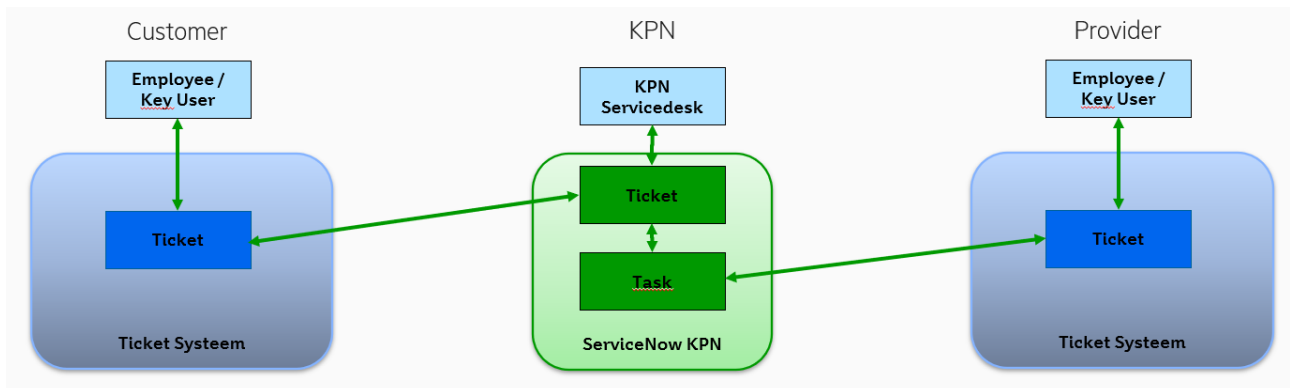 Customer
KPN
Provider
Employee /
Key User
KPN
Servicedesk
Employee /
Key User
Ticket
Ticket
Ticket
Task
Ticket Systeem
ServiceNow KPN
Ticket Systeem